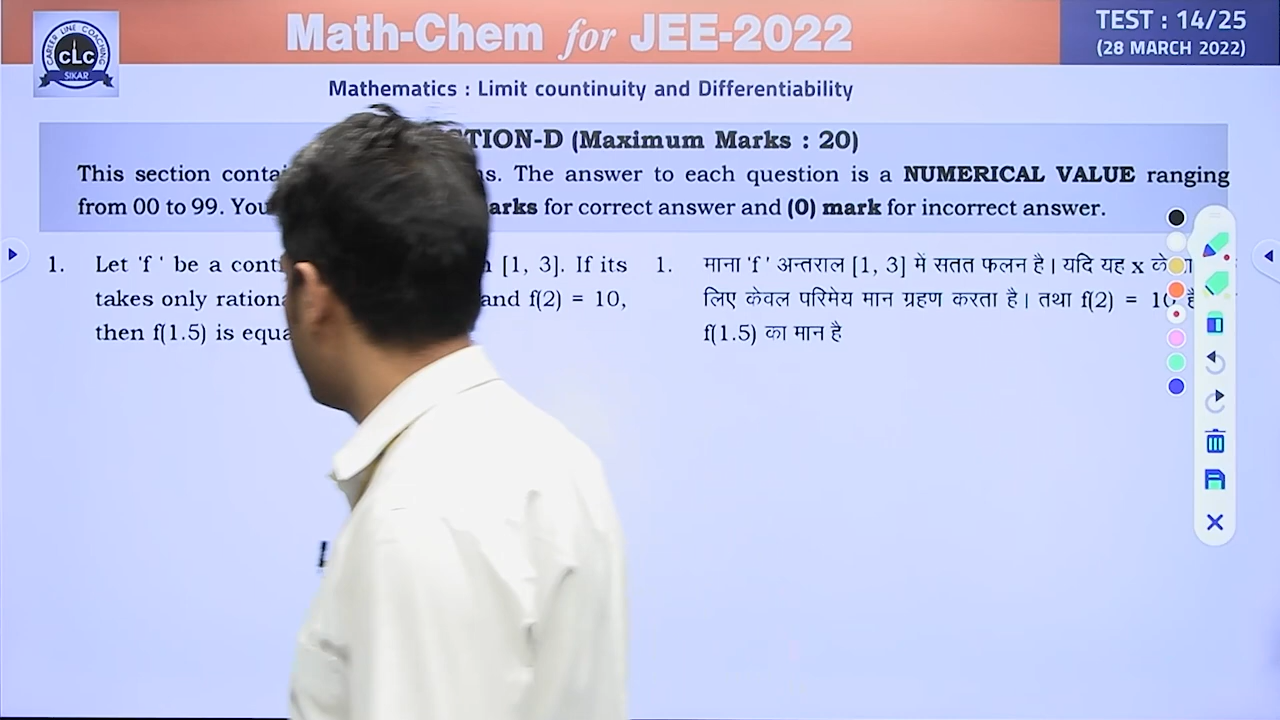 CAREER LINE COACHING
CLC
SIKAR
Math-Chem for JEE-2022
TEST : 14/25
(28 MARCH 2022)
Mathematics : Limit countinuity and Differentiability
TION-D (Maximum Marks : 20)
This section contai ns. The answer to each question is a NUMERICAL VALUE ranging
from 00 to 99. You arks for correct answer and (0) mark for incorrect answer.
1. Let 'f ' be a cont [1, 3]. If its
takes only rationa and f(2) = 10,
then f(1.5) is equa
1. माना 'f ' अन्तराल [1, 3] में सतत फलन है। यदि यह x के
लिए केवल परिमेय मान ग्रहण करता है। तथा f(2) = 10 है
f(1.5) का मान है